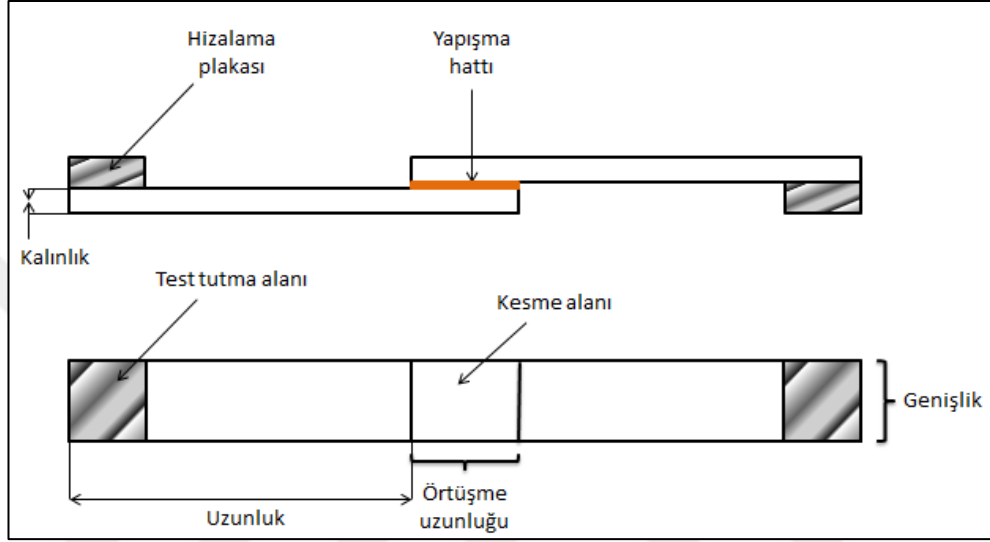 Hizalama
plakası
Yapışma
hattı
Kalınlık
Test tutma alanı
Kesme alanı
Genişlik
Uzunluk
Örtüşme
uzunluğu